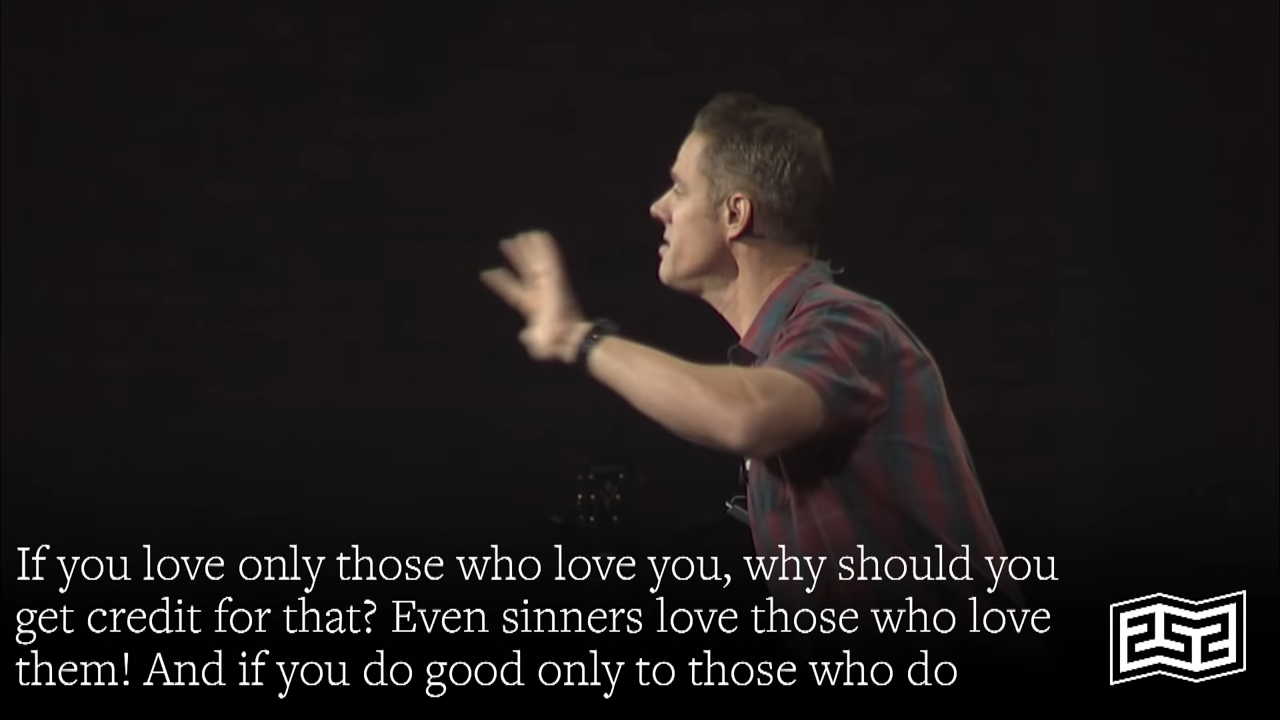 If you love only those who love you, why should you
get credit for that? Even sinners love those who love
them! And if you do good only to those who do
252